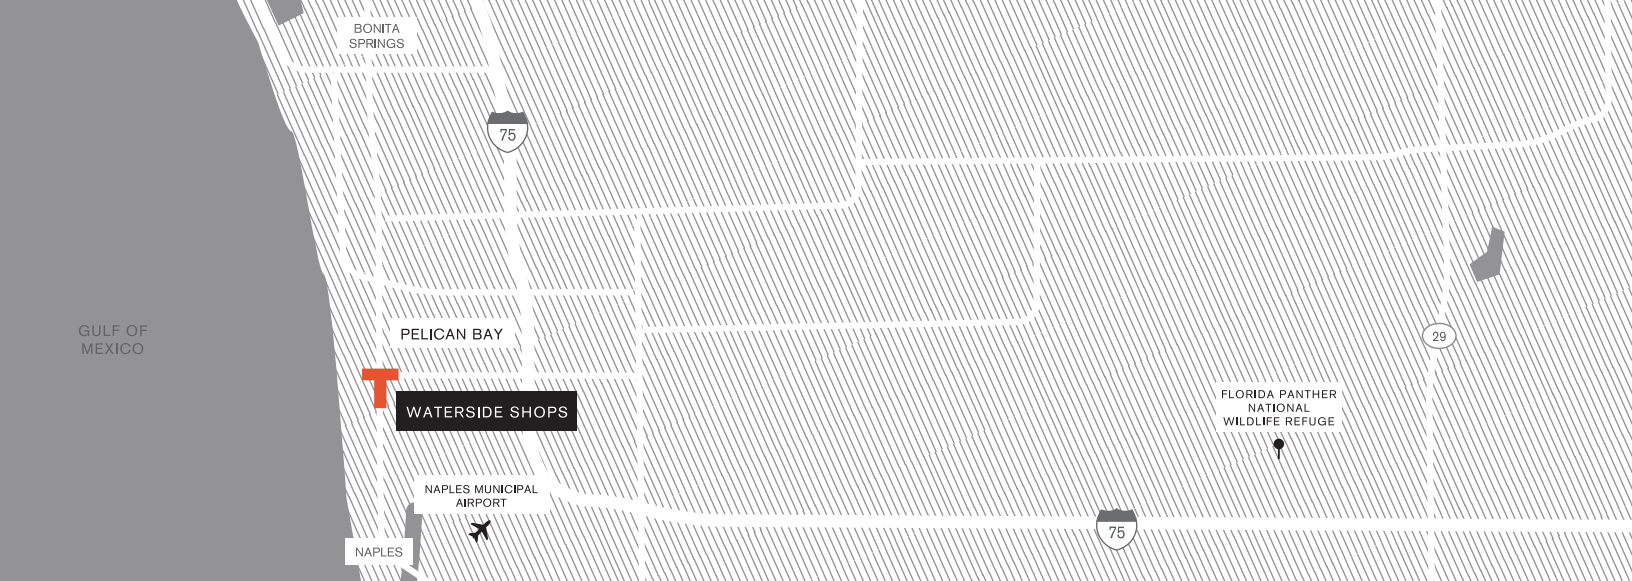 BONITA
SPRINGS
75
PELICAN BAY
GULF OF
MEXICO
29
WATERSIDE SHOPS
FLORIDA PANTHER
NATIONAL
WILDLIFE REFUGE
NAPLES MUNICIPAL
AIRPORT
75
NAPLES